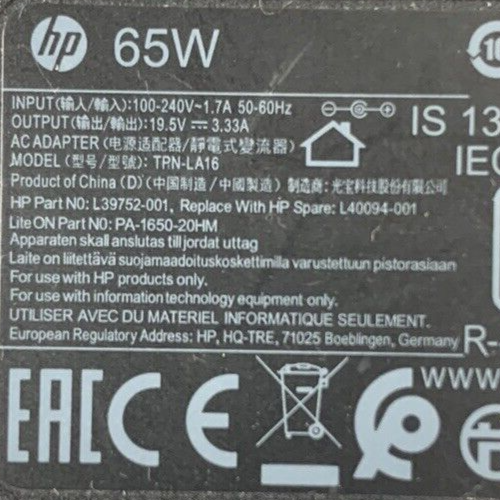 hp 65W
10
INPUT(输入/輸入):100-240V~1.7A 50-60Hz
OUTPUT(输出/輸出):19.5V ⎓ 3.33A
AC ADAPTER (电源适配器/靜電式變流器)
MODEL (型号/型號): TPN-LA16
IS 13
IEC
Product of China (D) (中国制造/中國製造) 制造商: 光宝科技股份有限公司
HP Part NO: L39752-001, Replace With HP Spare: L40094-001
Lite ON Part No: PA-1650-20HM
Apparaten skall anslutas till jordat uttag
Laite on liitettävä suojamaadoituskoskettimilla varustettuun pistorasiaan
For use with HP products only.
For use with information technology equipment only.
UTILISER AVEC DU MATERIEL INFORMATIQUE SEULEMENT.
European Regulatory Address: HP, HQ-TRE, 71025 Boeblingen, Germany
R-
www.
EAC CE